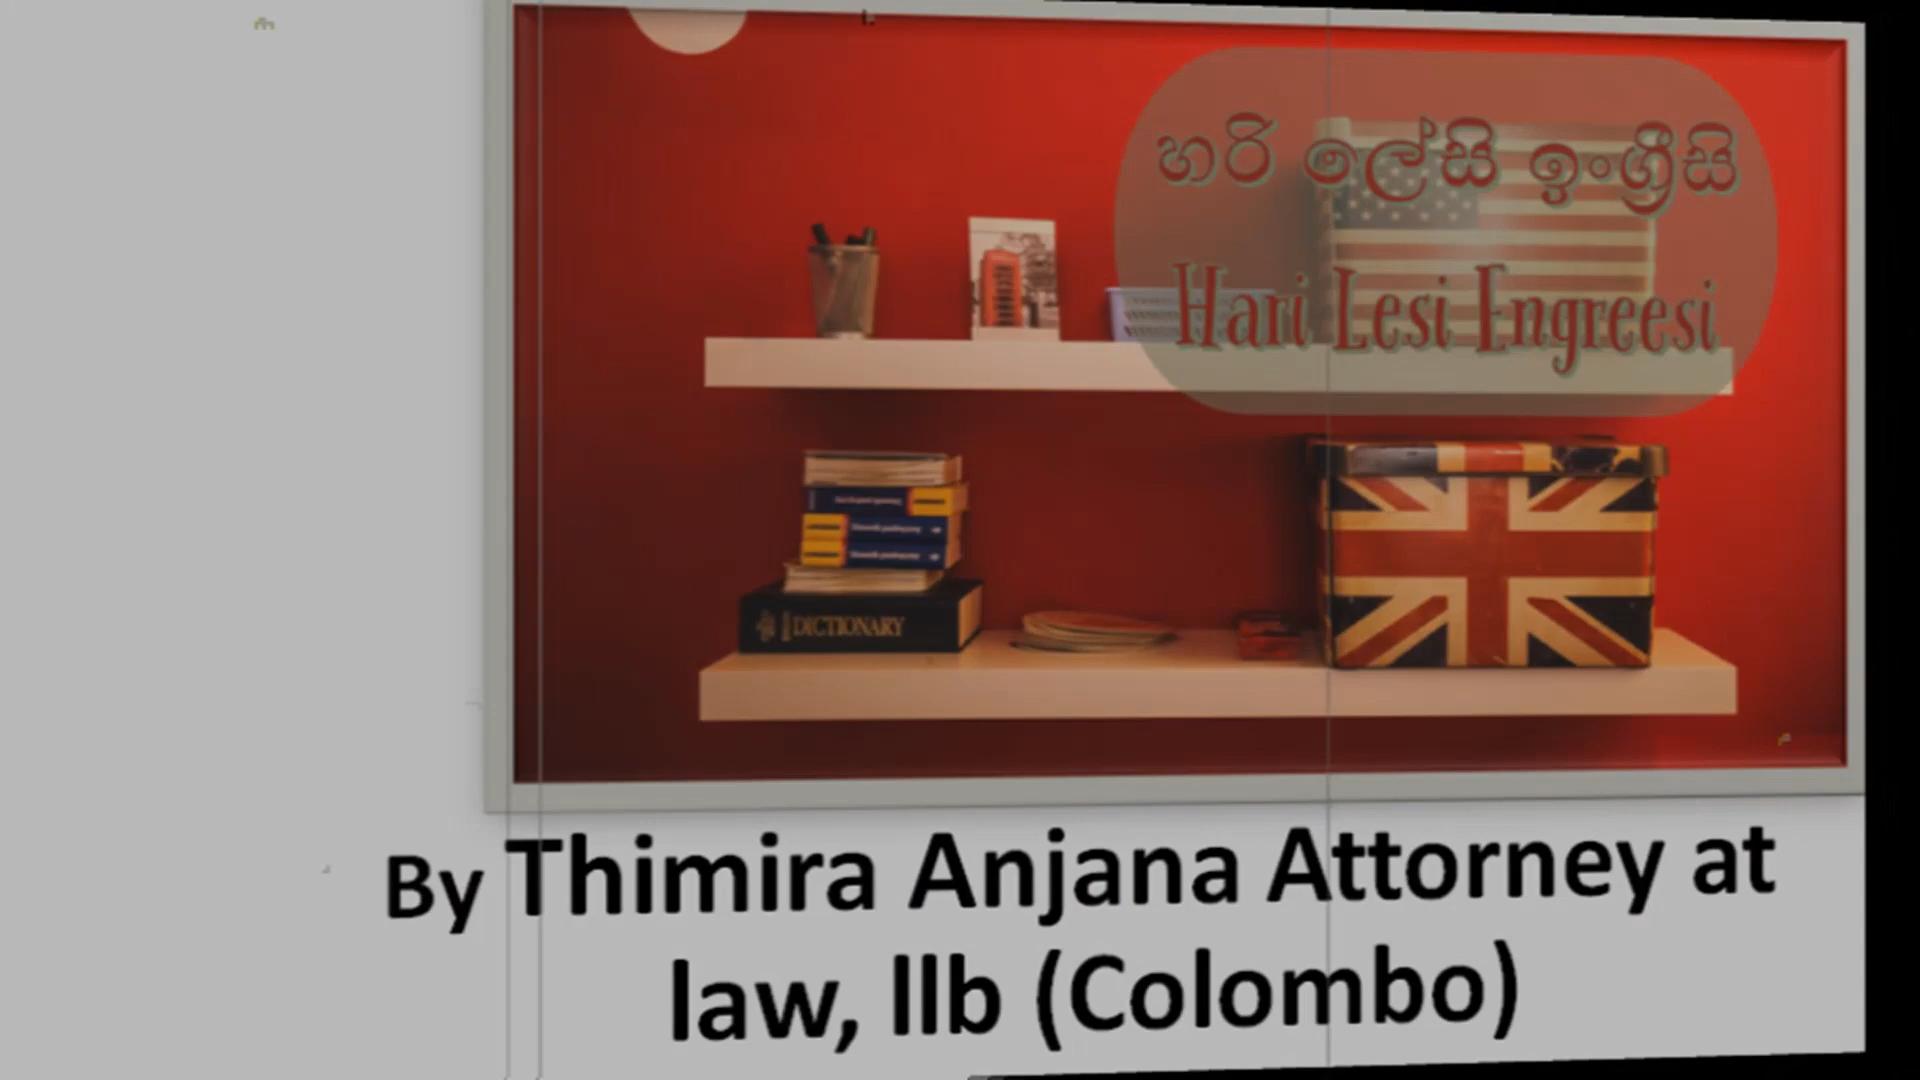 හරි ලේසි ඉංග්‍රීසි
Hari Lesi Engreesi
DICTIONARY
By Thimira Anjana Attorney at
law, llb (Colombo)